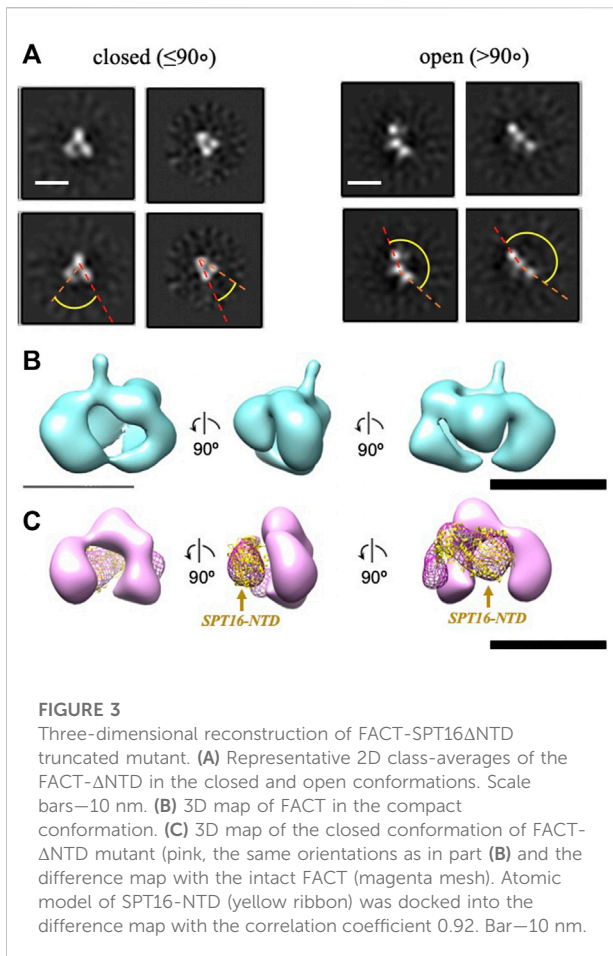 A
closed (≤90∘)
open (>90∘)
B
90°
90°
C
90°
90°
SPT16-NTD
SPT16-NTD
FIGURE 3
Three-dimensional reconstruction of FACT-SPT16ΔNTD
truncated mutant. (A) Representative 2D class-averages of the
FACT-ΔNTD in the closed and open conformations. Scale
bars—10 nm. (B) 3D map of FACT in the compact
conformation. (C) 3D map of the closed conformation of FACT-
ΔNTD mutant (pink, the same orientations as in part (B) and the
difference map with the intact FACT (magenta mesh). Atomic
model of SPT16-NTD (yellow ribbon) was docked into the
difference map with the correlation coefficient 0.92. Bar—10 nm.